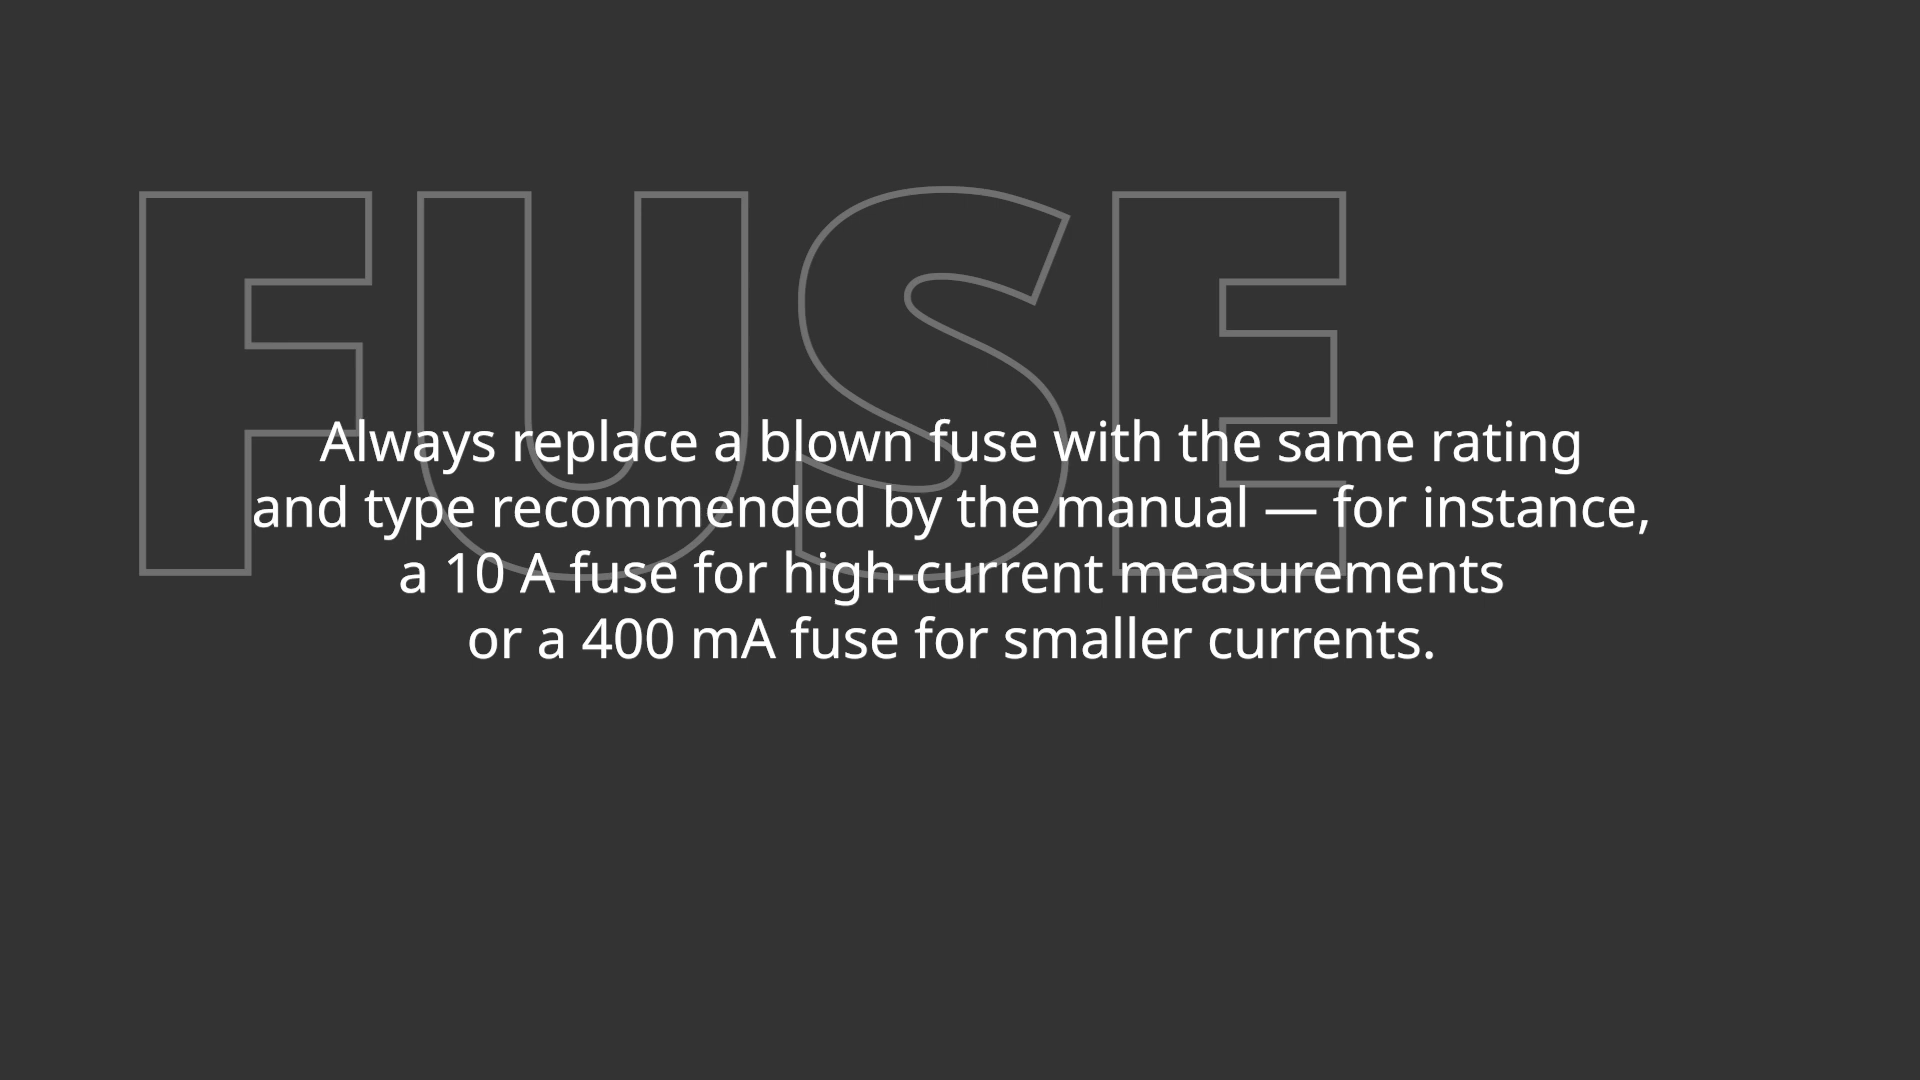 FUSE
Always replace a blown fuse with the same rating
and type recommended by the manual — for instance,
a 10 A fuse for high-current measurements
or a 400 mA fuse for smaller currents.